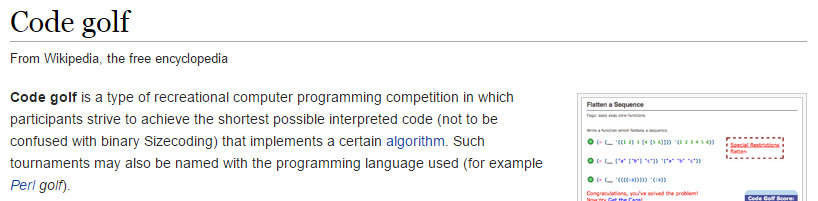 Code golf
From Wikipedia, the free encyclopedia
Code golf is a type of recreational computer programming competition in which
participants strive to achieve the shortest possible interpreted code (not to be
confused with binary Sizecoding) that implements a certain algorithm. Such
tournaments may also be named with the programming language used (for example
Perl golf).
Flatten a Sequence
Tags: easy seqs core-functions
Write a function which flattens a sequence.
(= (__ '((1 2) 3 [4 [5 6]])) '(1 2 3 4 5 6))
(= (__ ["a" ["b"] "c"]) '("a" "b" "c"))
(= (__ '((((:a))))) '(:a))
Special Restrictions
flatten
Congratulations, you've solved the problem!
Now try Get the Caps!
Code Golf Score: